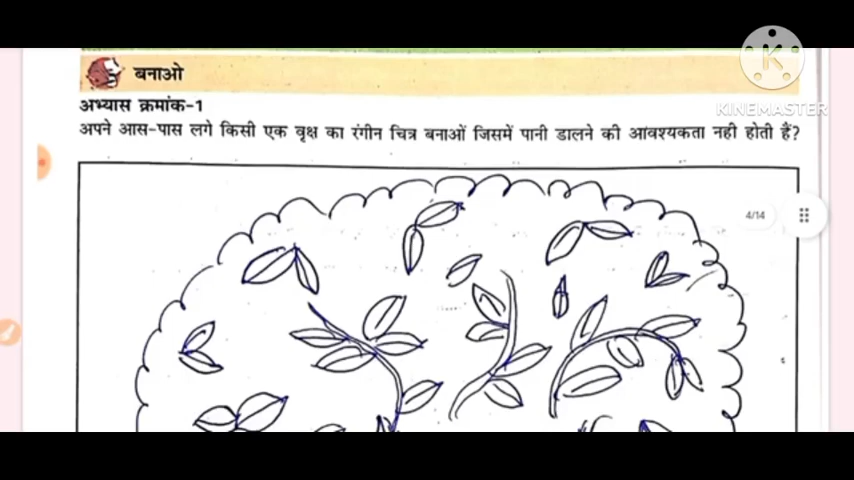 बनाओ
अभ्यास क्रमांक-1
अपने आस-पास लगे किसी एक वृक्ष का रंगीन चित्र बनाओं जिसमें पानी डालने की आवश्यकता नही होती हैं?
4/14
K
KINEMASTER